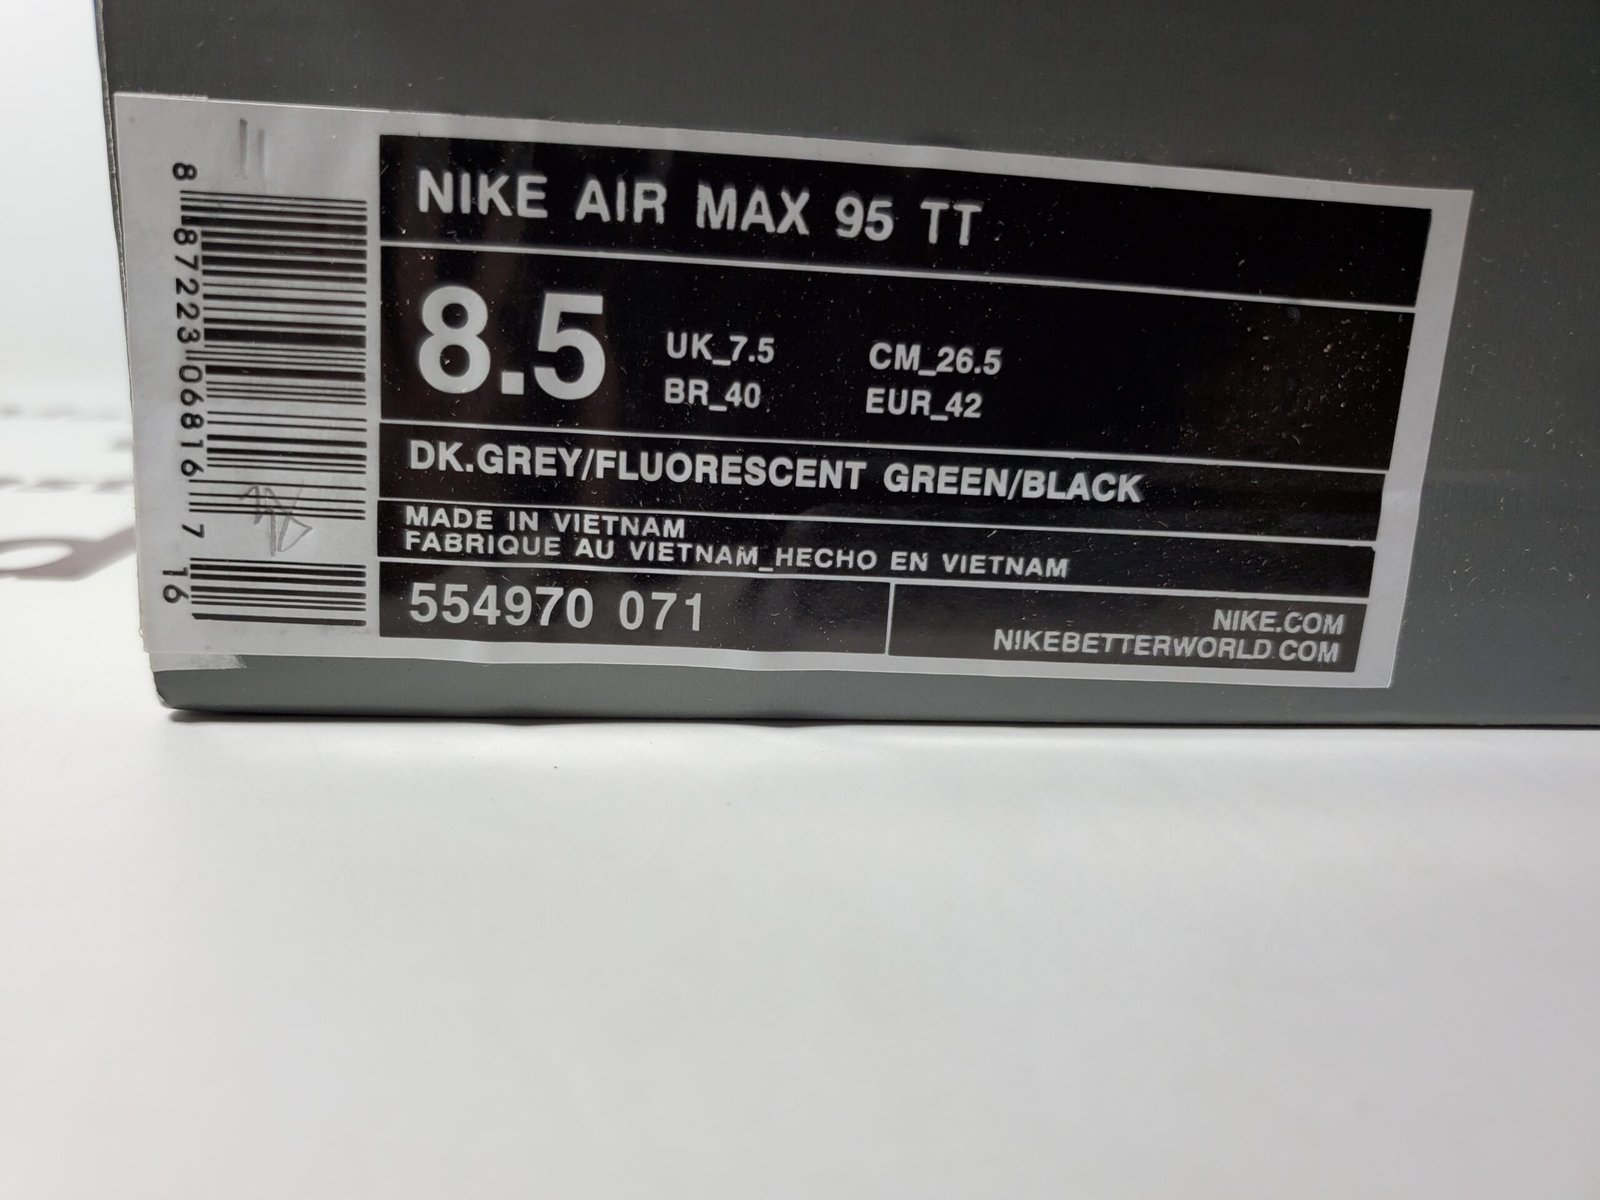 NIKE AIR MAX 95 TT
8.5
UK_7.5 CM_26.5
BR_40 EUR_42
DK.GREY/FLUORESCENT GREEN/BLACK
MADE IN VIETNAM
FABRIQUE AU VIETNAM_HECHO EN VIETNAM
554970 071
NIKE.COM
NIKEBETTERWORLD.COM
8 87223 06816 7 16